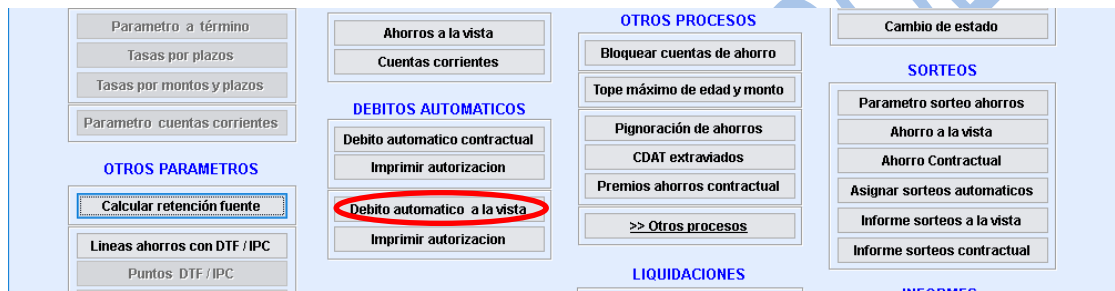 Parametro a término
Tasas por plazos
Tasas por montos y plazos
Parametro cuentas corrientes
OTROS PARAMETROS
Calcular retención fuente
Lineas ahorros con DTF / IPC
Puntos DTF / IPC
Ahorros a la vista
Cuentas corrientes
DEBITOS AUTOMATICOS
Debito automatico contractual
Imprimir autorizacion
Debito automatico a la vista
Imprimir autorizacion
OTROS PROCESOS
Bloquear cuentas de ahorro
Tope máximo de edad y monto
Pignoración de ahorros
CDAT extraviados
Premios ahorros contractual
>> Otros procesos
LIQUIDACIONES
Cambio de estado
SORTEOS
Parametro sorteo ahorros
Ahorro a la vista
Ahorro Contractual
Asignar sorteos automaticos
Informe sorteos a la vista
Informe sorteos contractual
INFORMES